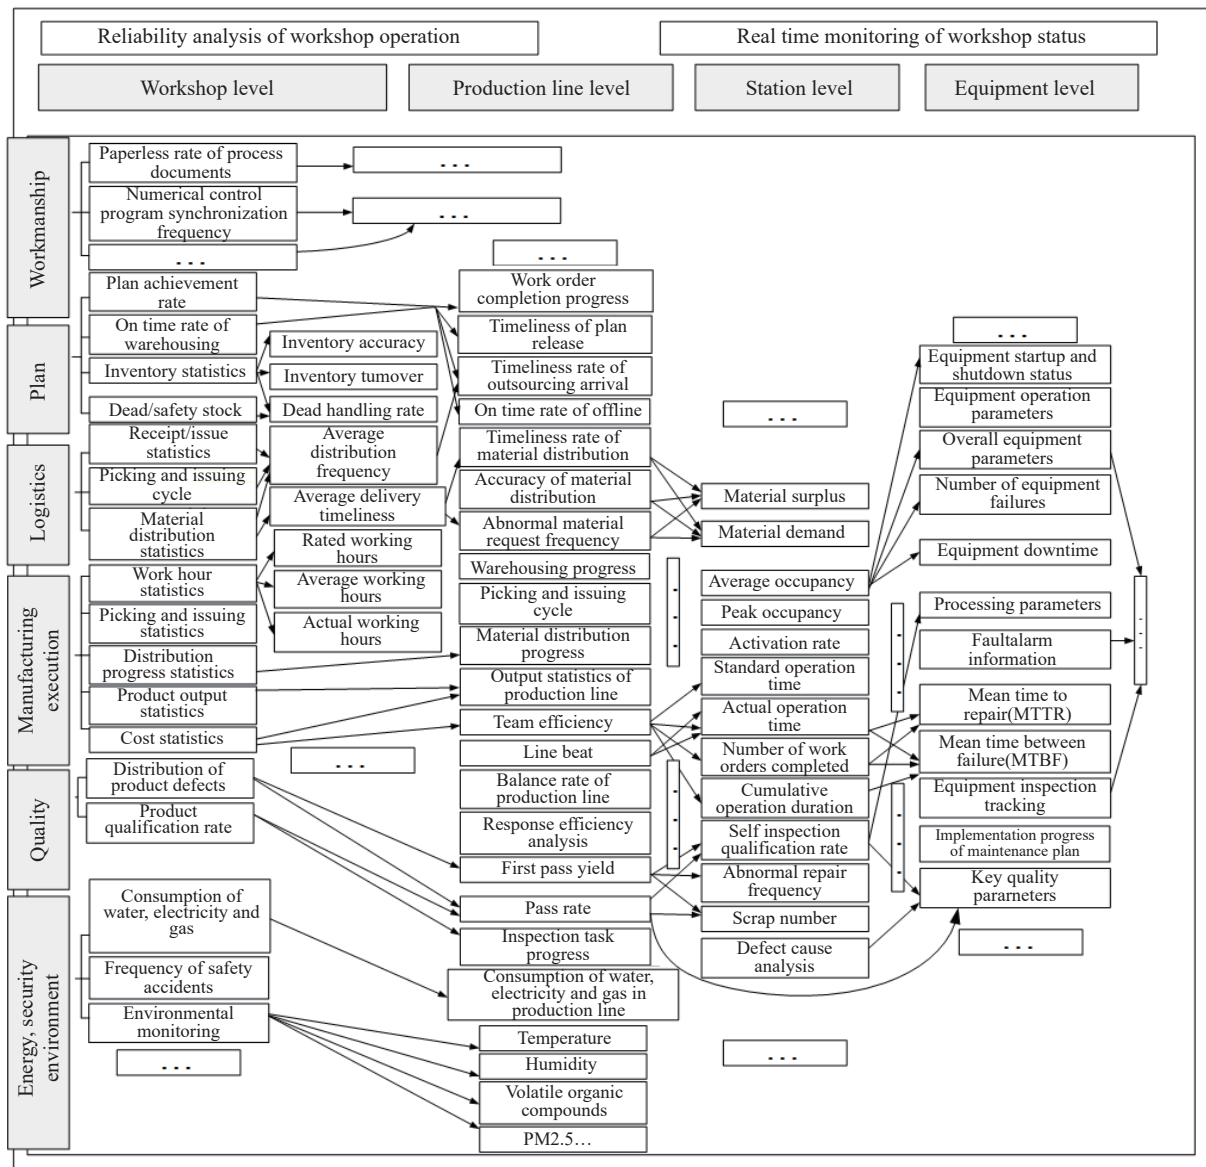 Reliability analysis of workshop operation
Real time monitoring of workshop status
Workshop level
Production line level
Station level
Equipment level
Workmanship
Paperless rate of process
documents
...
Numerical control
program synchronization
frequency
...
...
Plan
Plan achievement
rate
On time rate of
warehousing
Inventory statistics
Dead/safety stock
Inventory accuracy
Inventory tumover
Dead handling rate
Logistics
Receipt/issue
statistics
Picking and issuing
cycle
Material
distribution
statistics
Average
distribution
frequency
Average delivery
timeliness
Manufacturing
execution
Work hour
statistics
Picking and issuing
statistics
Distribution
progress statistics
Product output
statistics
Cost statistics
Rated working
hours
Average working
hours
Actual working
hours
...
Quality
Distribution of
product defects
Product
qualification rate
Energy, security
environment
Consumption of
water, electricity and
gas
Frequency of safety
accidents
Environmental
monitoring
...
...
Work order
completion progress
Timeliness of plan
release
Timeliness rate of
outsourcing arrival
On time rate of offline
Timeliness rate of
material distribution
Accuracy of material
distribution
Abnormal material
request frequency
Warehousing progress
Picking and issuing
cycle
Material distribution
progress
Output statistics of
production line
Team efficiency
Line beat
Balance rate of
production line
Response efficiency
analysis
First pass yield
Pass rate
Inspection task
progress
Consumption of water,
electricity and gas in
production line
Temperature
Humidity
Volatile organic
compounds
PM2.5…
...
...
...
Material surplus
Material demand
Average occupancy
Peak occupancy
Activation rate
Standard operation
time
Actual operation
time
Number of work
orders completed
Cumulative
operation duration
Self inspection
qualification rate
Abnormal repair
frequency
Scrap number
Defect cause
analysis
...
...
...
...
Equipment startup and
shutdown status
Equipment operation
parameters
Overall equipment
parameters
Number of equipment
failures
Equipment downtime
Processing parameters
Faultalarm
information
Mean time to
repair(MTTR)
Mean time between
failure(MTBF)
Equipment inspection
tracking
Implementation progress
of maintenance plan
Key quality
pararneters
...
...